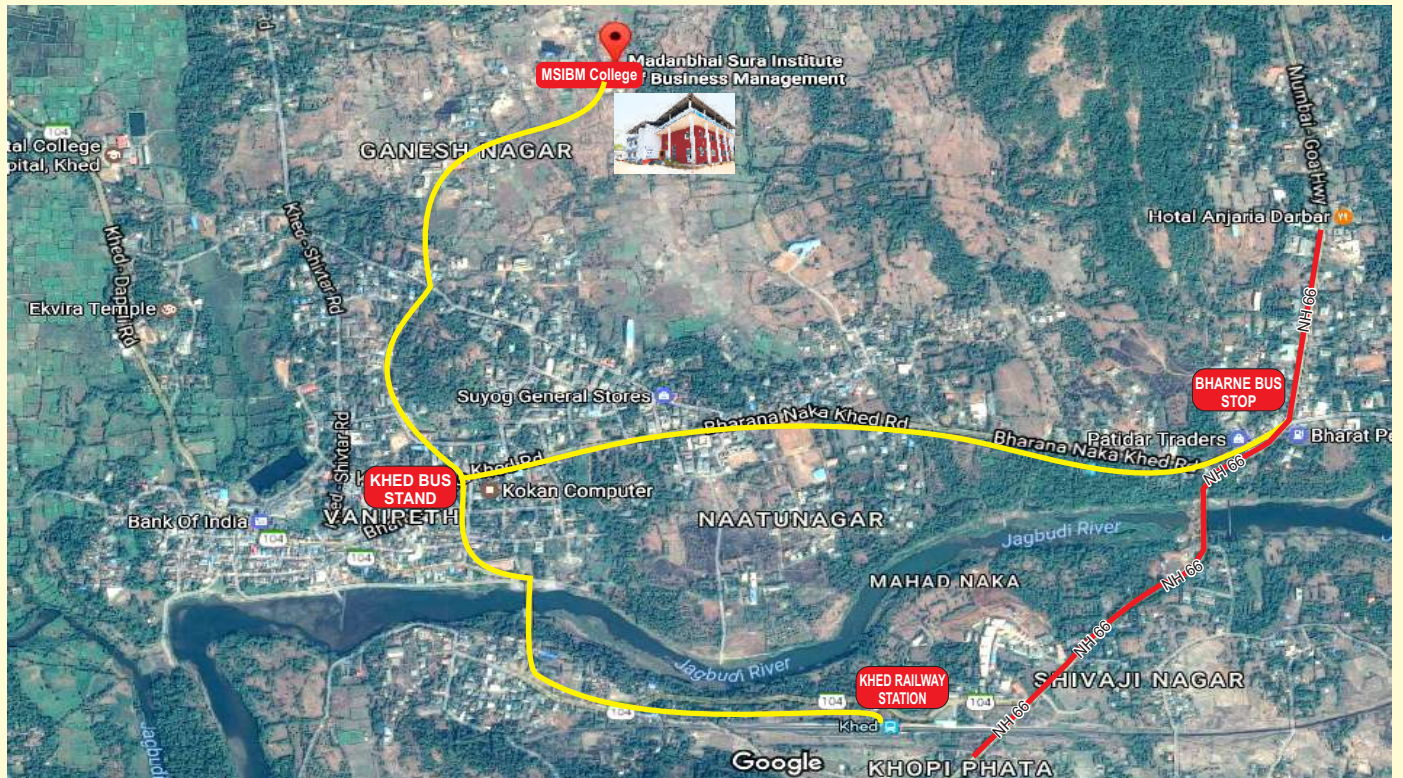 Rd
MSIBM College
Madanbhai Sura Institute
f Business Management
Mumbai - Goa Hwy
104
tal College
pital, Khed
GANESH NAGAR
Khed - Shivtar Rd
Hotal Anjaria Darbar
Khed - Dapoli Rd
Ekvira Temple
NH 66
BHARNE BUS
STOP
Suyog General Stores
Bharana Naka Khed Rd
Bharana Naka Khed Rd
Patidar Traders
Bharat Pe
Khed - Shivtar Rd
Khed Rd
NH 66
KHED BUS
STAND
Kokan Computer
Bank Of India
VANIPETH
NAATUNAGAR
Jagbudi River
104
104
MAHAD NAKA
NH 66
NH 66
Jagbudi River
KHED RAILWAY
STATION
SHIVAJI NAGAR
104
104
104
Khed
NH 66
Jagbudi
Google
KHOPI PHATA